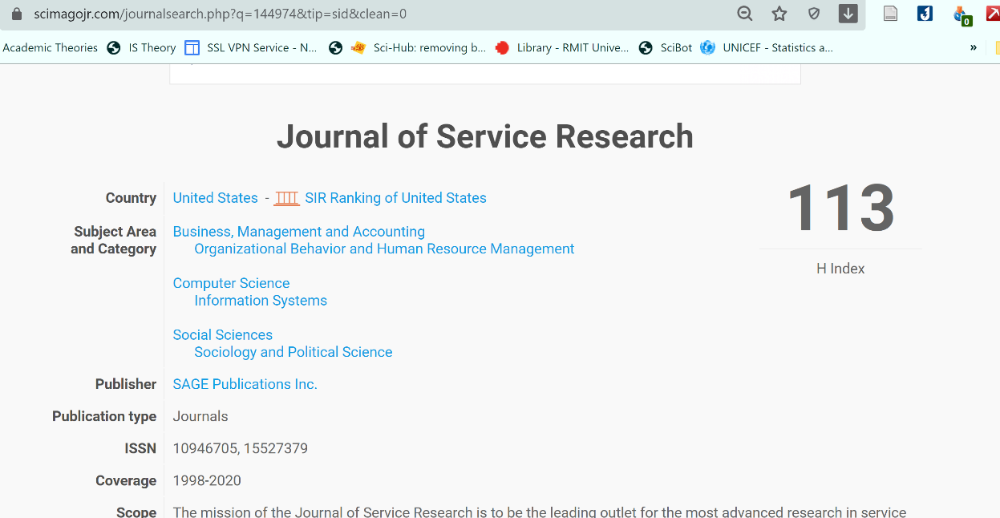 scimagojr.com/journalsearch.php?q=144974&tip=sid&clean=0
0
Academic Theories IS Theory SSL VPN Service - N... Sci-Hub: removing b... Library - RMIT Unive... SciBot UNICEF - Statistics a... »
Journal of Service Research
Country United States - SIR Ranking of United States
113
H Index
Subject Area and Category
Business, Management and Accounting
Organizational Behavior and Human Resource Management
Computer Science
Information Systems
Social Sciences
Sociology and Political Science
Publisher SAGE Publications Inc.
Publication type Journals
ISSN 10946705, 15527379
Coverage 1998-2020
Scope The mission of the Journal of Service Research is to be the leading outlet for the most advanced research in service